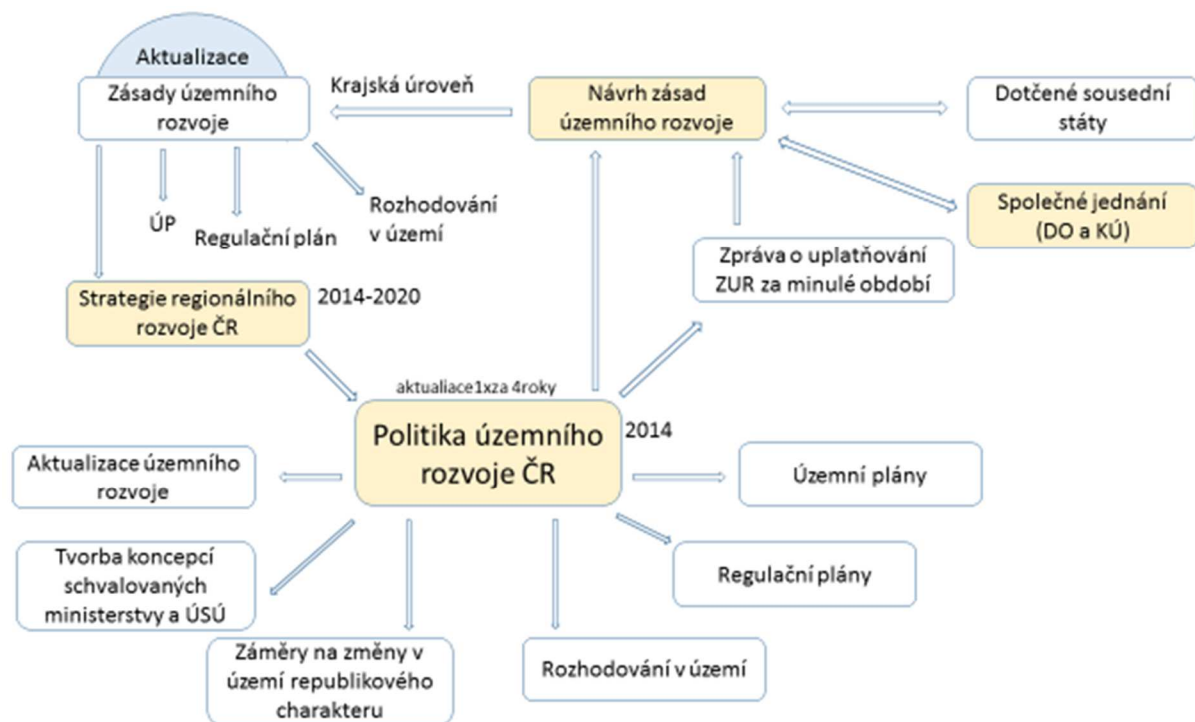 Aktualizace
Zásady územního
rozvoje
Krajská úroveň
Návrh zásad
územního rozvoje
Dotčené sousední
státy
Společné jednání
(DO a KÚ)
ÚP
Regulační plán
Rozhodování
v území
Zpráva o uplatňování
ZUR za minulé období
Strategie regionálního
rozvoje ČR
2014-2020
aktualiace1xza 4roky
Politika územního
rozvoje ČR
2014
Aktualizace územního
rozvoje
Územní plány
Tvorba koncepcí
schvalovaných
ministerstvy a ÚSÚ
Regulační plány
Záměry na změny v
území republikového
charakteru
Rozhodování v území